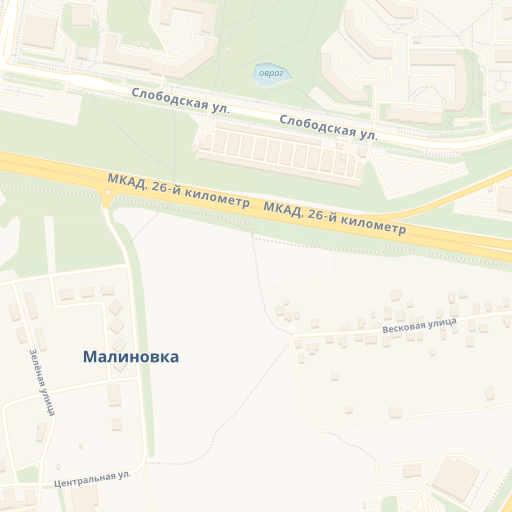 овраг
Слободская ул.
Слободская ул.
МКАД, 26-й километр
МКАД, 26-й километр
Весковая улица
Малиновка
Зелёная улица
Центральная ул.